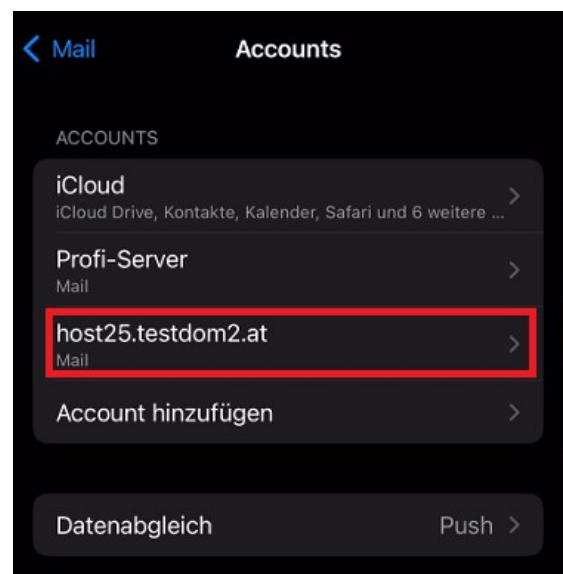 Mail
Accounts
ACCOUNTS
iCloud
iCloud Drive, Kontakte, Kalender, Safari und 6 weitere ...
Profi-Server
Mail
host25.testdom2.at
Mail
Account hinzufügen
Datenabgleich Push